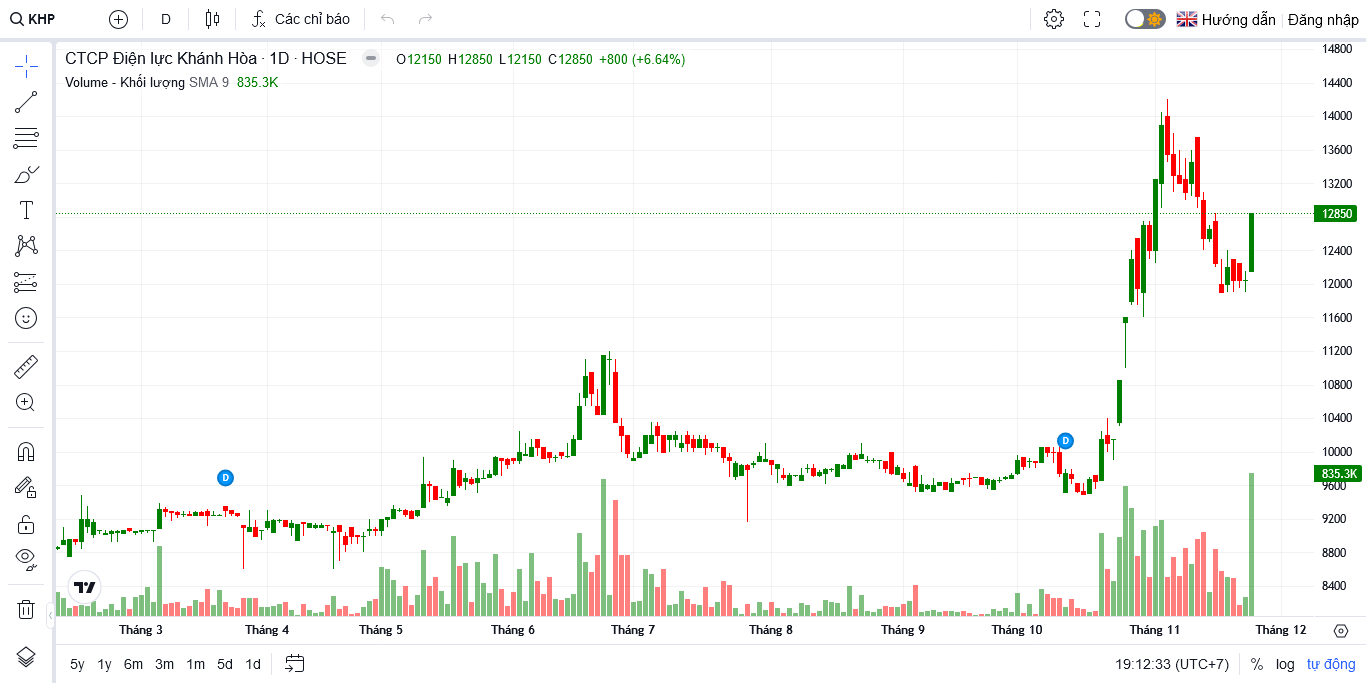 KHP D Các chỉ báo Hướng dẫn Đăng nhập
CTCP Điện lực Khánh Hòa · 1D · HOSE O12150 H12850 L12150 C12850 +800 (+6.64%)
Volume - Khối lượng SMA 9 835.3K
14800
14400
14000
13600
13200
12850
12400
12000
11600
11200
10800
10400
10000
835.3K
9600
9200
8800
8400
D
D
Tháng 3 Tháng 4 Tháng 5 Tháng 6 Tháng 7 Tháng 8 Tháng 9 Tháng 10 Tháng 11 Tháng 12
5y 1y 6m 3m 1m 5d 1d 19:12:33 (UTC+7) % log tự động